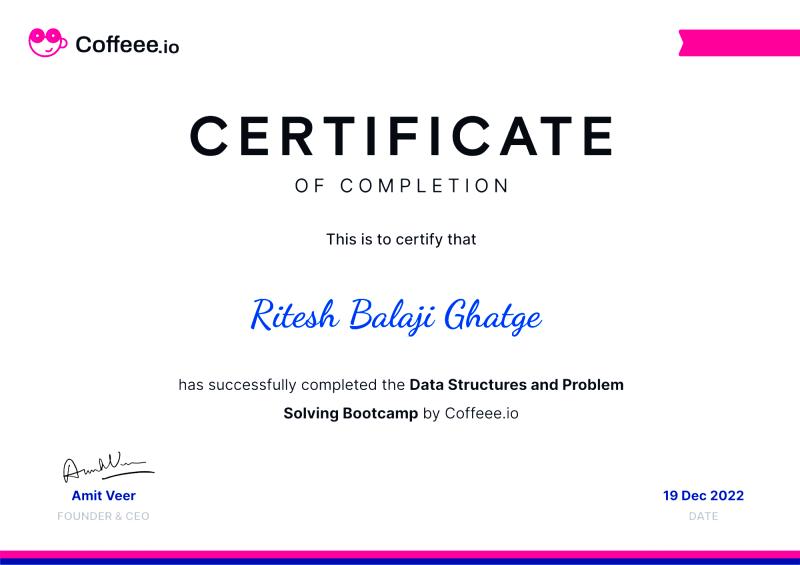 Coffeee.io
CERTIFICATE
OF COMPLETION
This is to certify that
Ritesh Balaji Ghatge
has successfully completed the Data Structures and Problem
Solving Bootcamp by Coffeee.io
Amit Veer
FOUNDER & CEO
19 Dec 2022
DATE